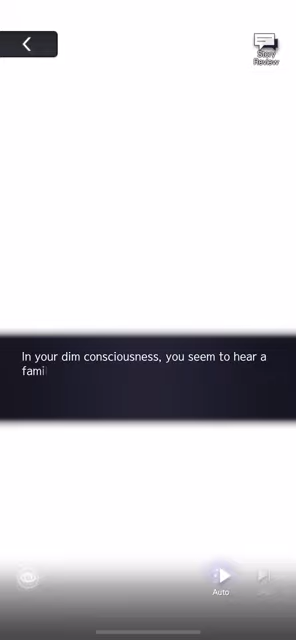 Story
Review
In your dim consciousness, you seem to hear a
fami
Auto